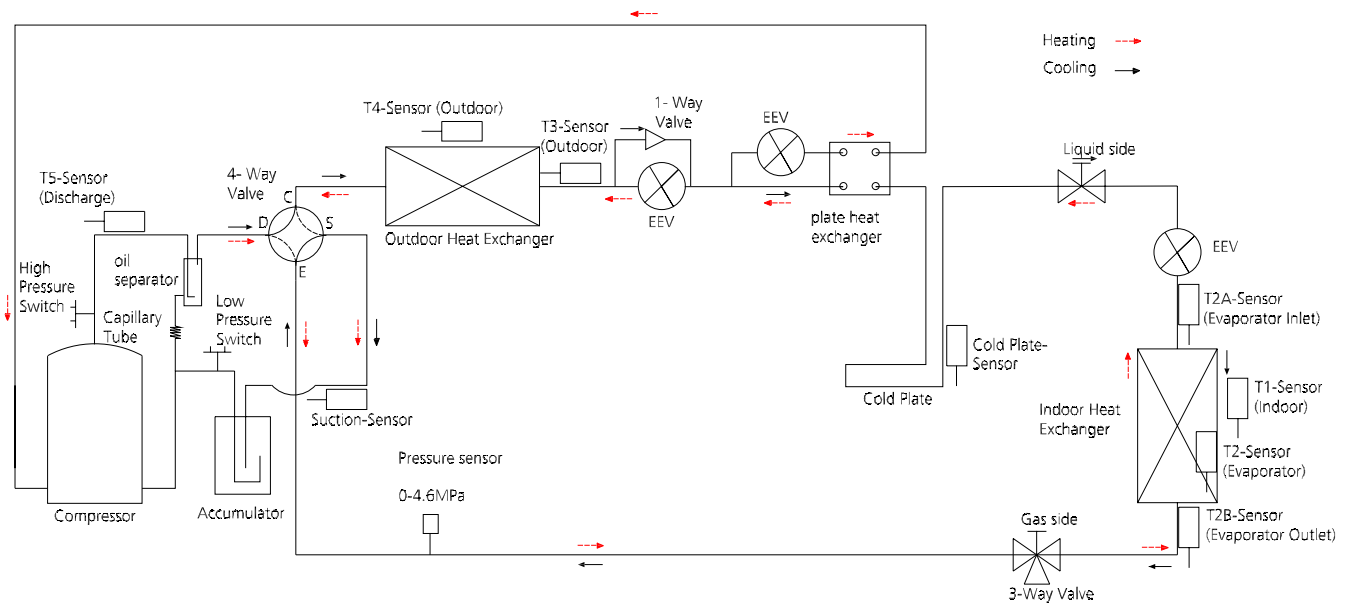 Heating
Cooling
T4-Sensor (Outdoor)
1- Way
Valve
EEV
T3-Sensor
(Outdoor)
Liquid side
T5-Sensor
(Discharge)
4- Way
Valve
C
D
S
E
EEV
plate heat
exchanger
Outdoor Heat Exchanger
EEV
High
Pressure
Switch
oil
separator
Low
Pressure
Switch
Capillary
Tube
T2A-Sensor
(Evaporator Inlet)
Cold Plate-
Sensor
Cold Plate
T1-Sensor
(Indoor)
Suction-Sensor
Indoor Heat
Exchanger
T2-Sensor
(Evaporator)
Pressure sensor
0-4.6MPa
Compressor
Accumulator
Gas side
T2B-Sensor
(Evaporator Outlet)
3-Way Valve